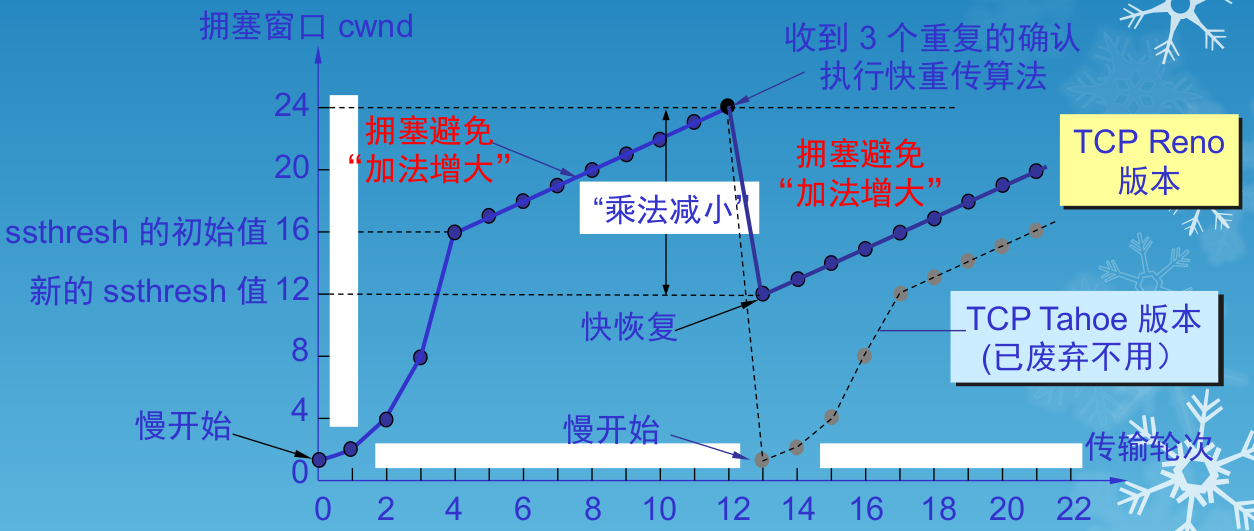 拥塞窗口 cwnd
收到 3 个重复的确认
执行快重传算法
24
拥塞避免
“加法增大”
拥塞避免
“加法增大”
TCP Reno
版本
20
“乘法减小”
ssthresh 的初始值 16
新的 ssthresh 值 12
快恢复
TCP Tahoe 版本
(已废弃不用）
8
4
慢开始
慢开始
传输轮次
0
0 2 4 6 8 10 12 14 16 18 20 22